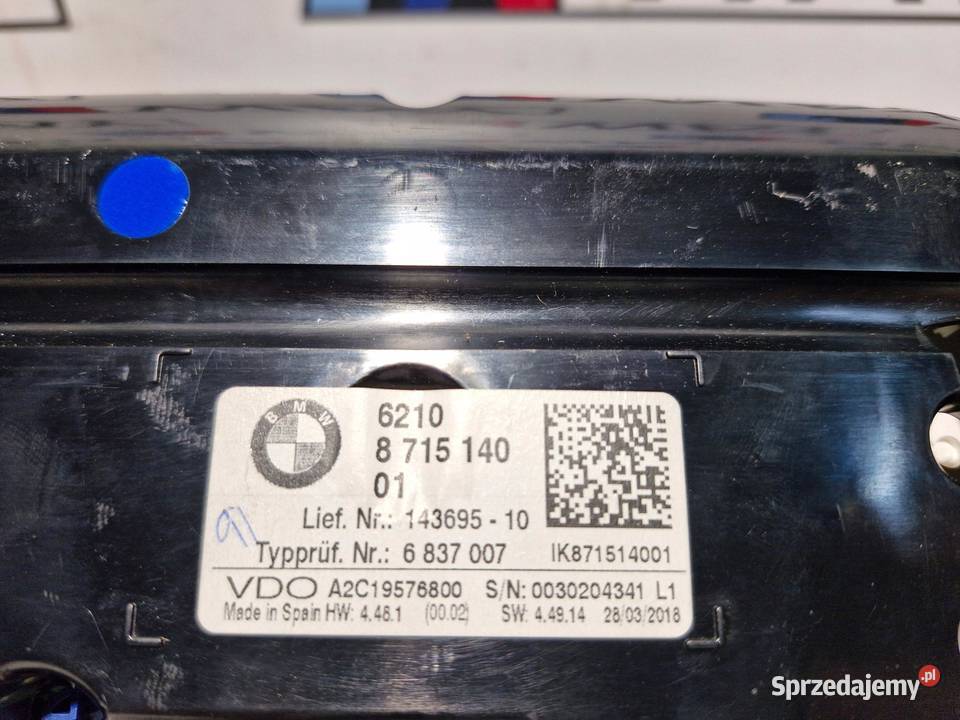 BMW
6210
8 715 140
01
Lief. Nr.: 143695 - 10
Typprüf. Nr.: 6 837 007
IK871514001
VDO A2C19576800 S/N: 0030204341 L1
Made in Spain HW: 4.48.1 (00.02) SW: 4.49.14 28/03/2018
Sprzedajemy.pl